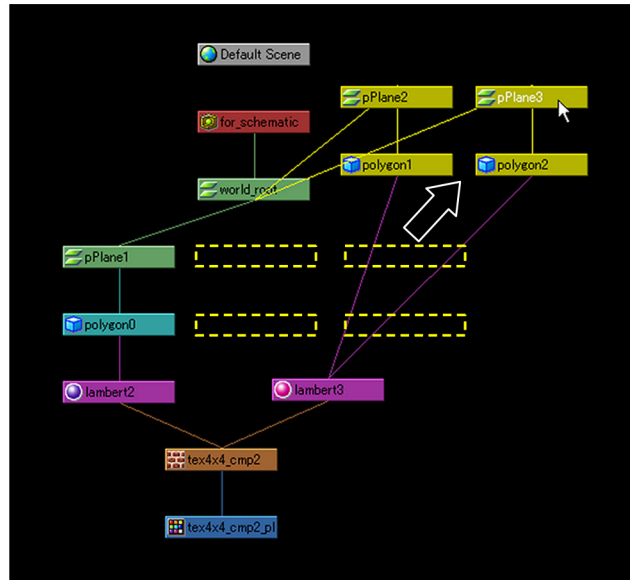 Default Scene
pPlane2
pPlane3
for_schematic
polygon1
polygon2
world_root
pPlane1
polygon0
lambert2
lambert3
tex4x4_cmp2
tex4x4_cmp2_pl